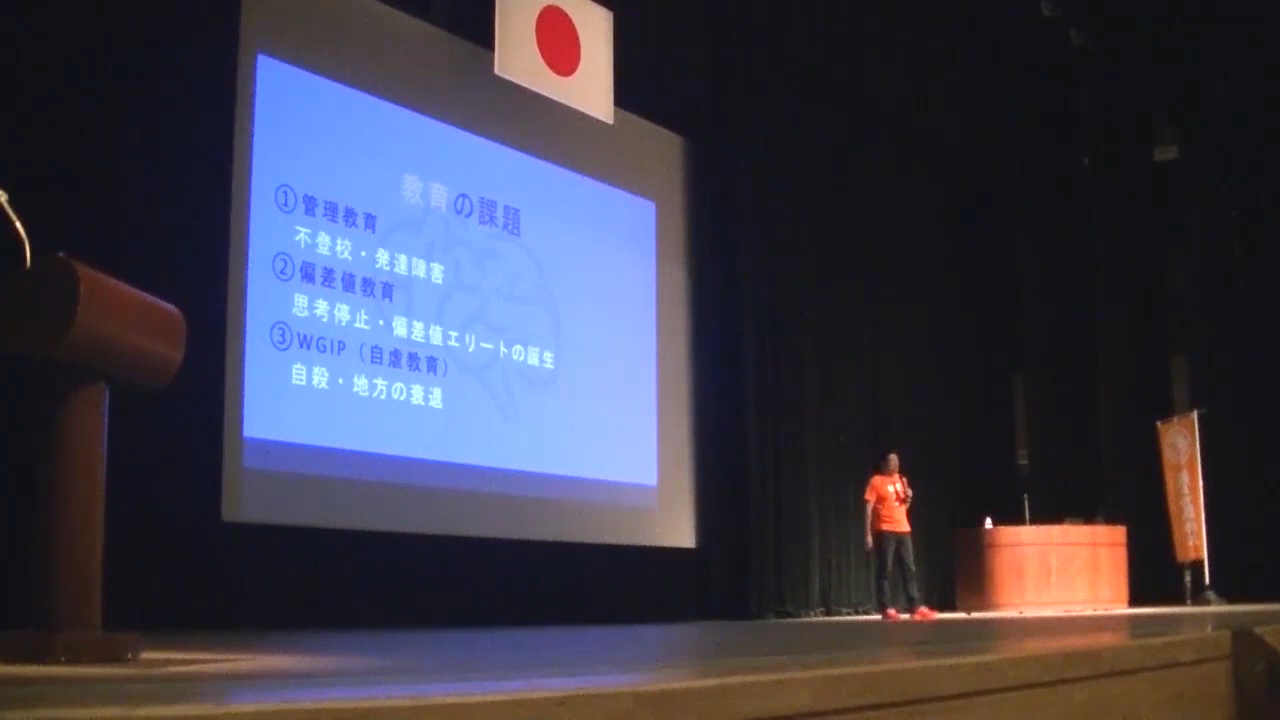 教育の課題
①管理教育
不登校・発達障害
②偏差値教育
思考停止・偏差値エリートの誕生
③WGIP（自虐教育）
自殺・地方の衰退